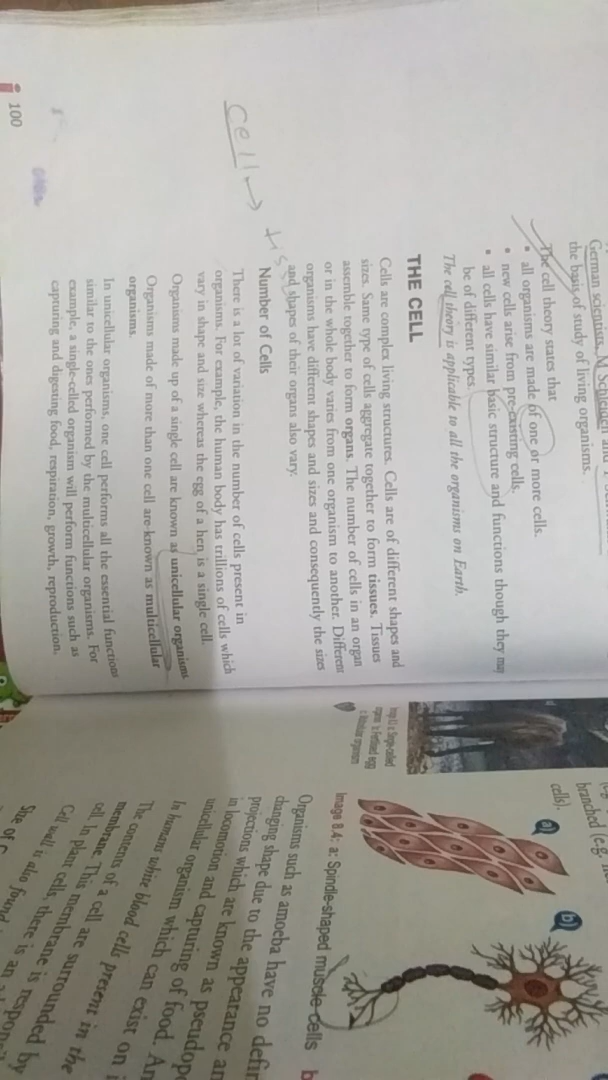 German scientists, M Schleiden and
the basis of study of living organisms.
The cell theory states that
• all organisms are made of one or more cells.
• new cells arise from pre-existing cells.
• all cells have similar basic structure and functions though they may
be of different types.
The cell theory is applicable to all the organisms on Earth.
THE CELL
Cells are complex living structures. Cells are of different shapes and
sizes. Same type of cells aggregate together to form tissues. Tissues
assemble together to form organs. The number of cells in an organ
or in the whole body varies from one organism to another. Different
organisms have different shapes and sizes and consequently the sizes
and shapes of their organs also vary.
cell → tis
Number of Cells
There is a lot of variation in the number of cells present in
organisms. For example, the human body has trillions of cells which
vary in shape and size whereas the egg of a hen is a single cell.
Organisms made up of a single cell are known as unicellular organisms
Organisms made of more than one cell are known as multicellular
organisms.
In unicellular organisms, one cell performs all the essential functions
similar to the ones performed by the multicellular organisms. For
example, a single-celled organism will perform functions such as
capturing and digesting food, respiration, growth, reproduction.
100
branched (e.g.
cells).
a)
b)
Image 8.4: a: Spindle-shaped muscle cells b
Organisms such as amoeba have no defin
changing shape due to the appearance an
projections which are known as pseudopo
in locomotion and capturing of food. An
unicellular organism which can exist on i
In humans white blood cells present in the
The contents of a cell are surrounded by
membrane. This membrane is respon
cell. In plant cells, there is an
Cell wall is also found
Size of C